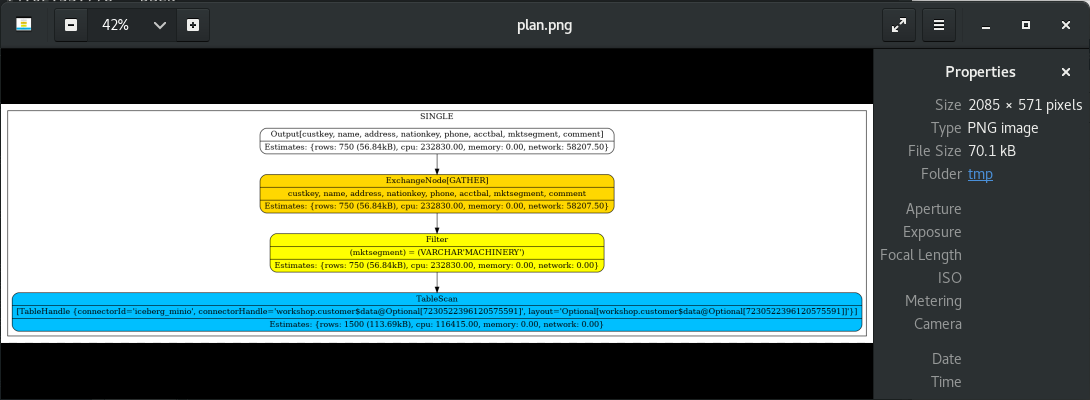 42%
plan.png
SINGLE
Output[custkey, name, address, nationkey, phone, acctbal, mktsegment, comment]
Estimates: {rows: 750 (56.84kB), cpu: 232830.00, memory: 0.00, network: 58207.50}
ExchangeNode[GATHER]
custkey, name, address, nationkey, phone, acctbal, mktsegment, comment
Estimates: {rows: 750 (56.84kB), cpu: 232830.00, memory: 0.00, network: 58207.50}
Filter
(mktsegment) = (VARCHAR'MACHINERY')
Estimates: {rows: 750 (56.84kB), cpu: 232830.00, memory: 0.00, network: 0.00}
TableScan
[TableHandle {connectorId='iceberg_minio', connectorHandle='workshop.customer$data@Optional[7230522396120575591]', layout='Optional[workshop.customer$data@Optional[7230522396120575591]]'}]
Estimates: {rows: 1500 (113.69kB), cpu: 116415.00, memory: 0.00, network: 0.00}
Properties
Size 2085 × 571 pixels
Type PNG image
File Size 70.1 kB
Folder tmp
Aperture
Exposure
Focal Length
ISO
Metering
Camera
Date
Time